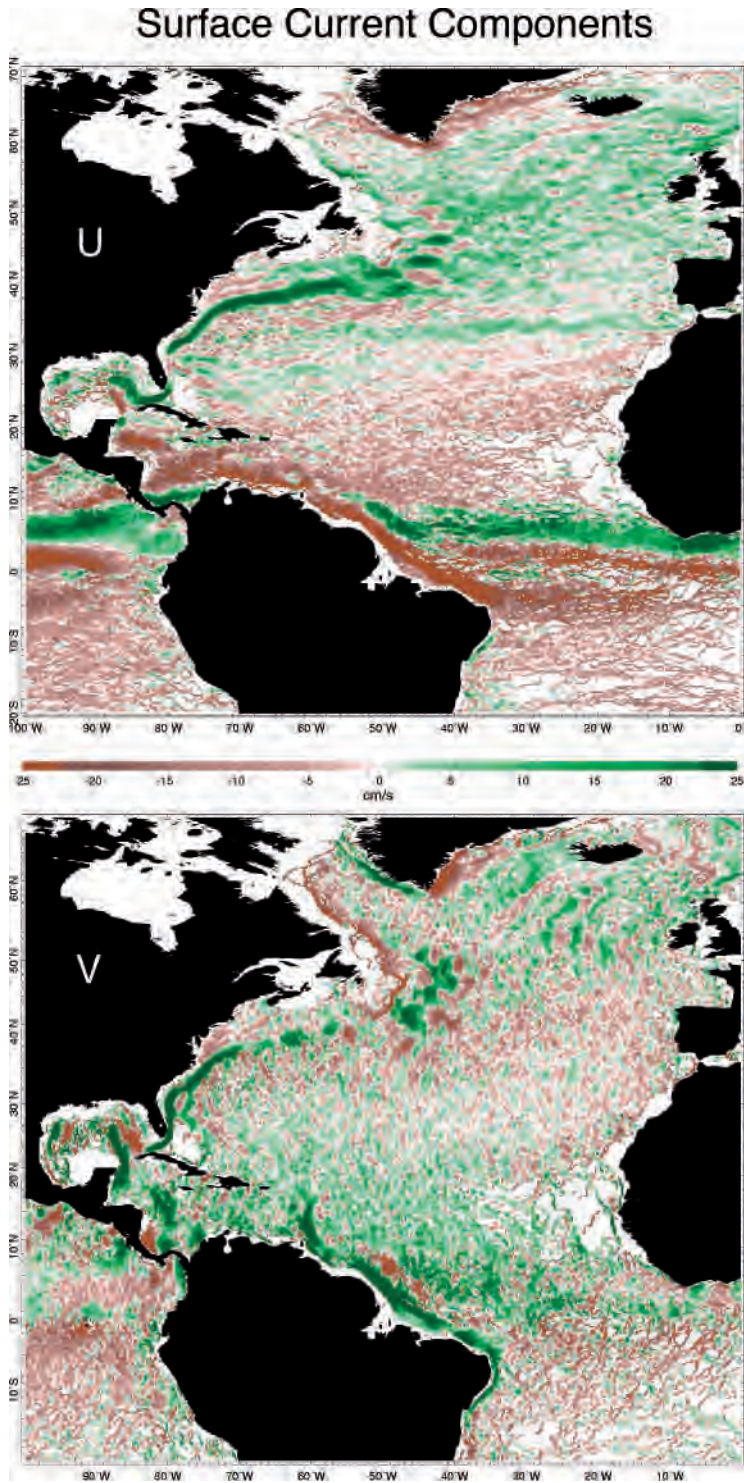 Surface Current Components
70°N
60°N
50°N
40°N
30°N
20°N
10°N
0
10°S
20°S
U
100°W 90°W 80°W 70°W 60°W 50°W 40°W 30°W 20°W 10°W 0
25 -20 -15 -10 -5 0 5 10 15 20 25
cm/s
60°N
50°N
40°N
30°N
20°N
10°N
0°
10°S
V
90°W 80°W 70°W 60°W 50°W 40°W 30°W 20°W 10°W 0